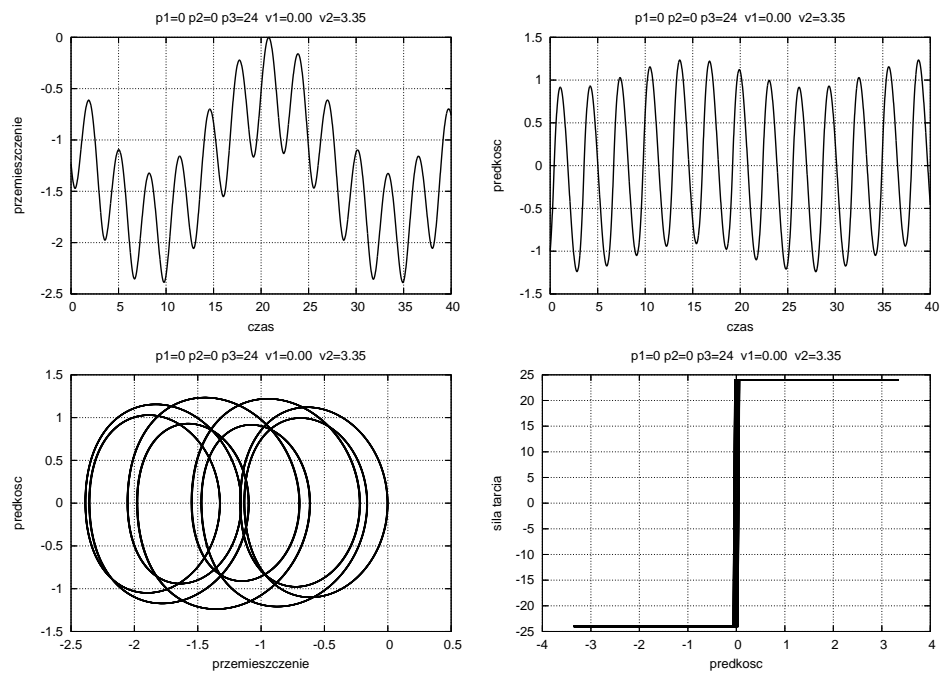 p1=0 p2=0 p3=24 v1=0.00 v2=3.35
przemieszczenie
0
-0.5
-1
-1.5
-2
-2.5
0 5 10 15 20 25 30 35 40
czas
p1=0 p2=0 p3=24 v1=0.00 v2=3.35
predkosc
1.5
1
0.5
0
-0.5
-1
-1.5
0 5 10 15 20 25 30 35 40
czas
p1=0 p2=0 p3=24 v1=0.00 v2=3.35
predkosc
1.5
1
0.5
0
-0.5
-1
-1.5
-2.5 -2 -1.5 -1 -0.5 0 0.5
przemieszczenie
p1=0 p2=0 p3=24 v1=0.00 v2=3.35
sila tarcia
25
20
15
10
5
0
-5
-10
-15
-20
-25
-4 -3 -2 -1 0 1 2 3 4
predkosc